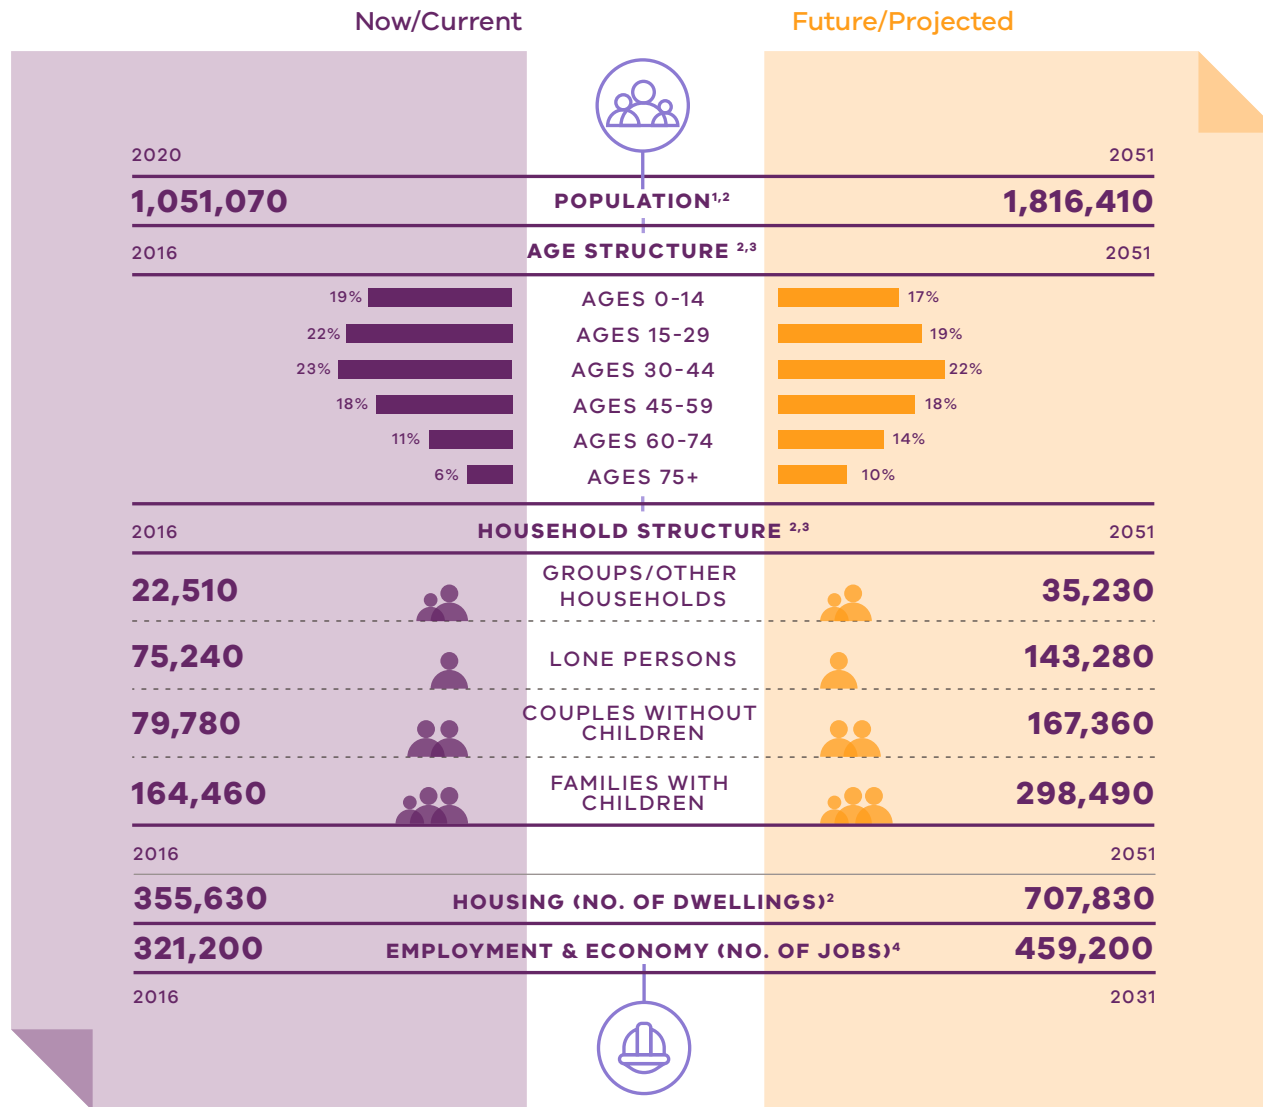 Now/Current
Future/Projected
2020
2051
1,051,070
POPULATION¹,²
1,816,410
2016
AGE STRUCTURE ²,³
2051
19%
AGES 0-14
17%
22%
AGES 15-29
19%
23%
AGES 30-44
22%
18%
AGES 45-59
18%
11%
AGES 60-74
14%
6%
AGES 75+
10%
2016
HOUSEHOLD STRUCTURE ²,³
2051
22,510
GROUPS/OTHER
HOUSEHOLDS
35,230
75,240
LONE PERSONS
143,280
79,780
COUPLES WITHOUT
CHILDREN
167,360
164,460
FAMILIES WITH
CHILDREN
298,490
2016
2051
355,630
HOUSING (NO. OF DWELLINGS)²
707,830
321,200
EMPLOYMENT & ECONOMY (NO. OF JOBS)⁴
459,200
2016
2031